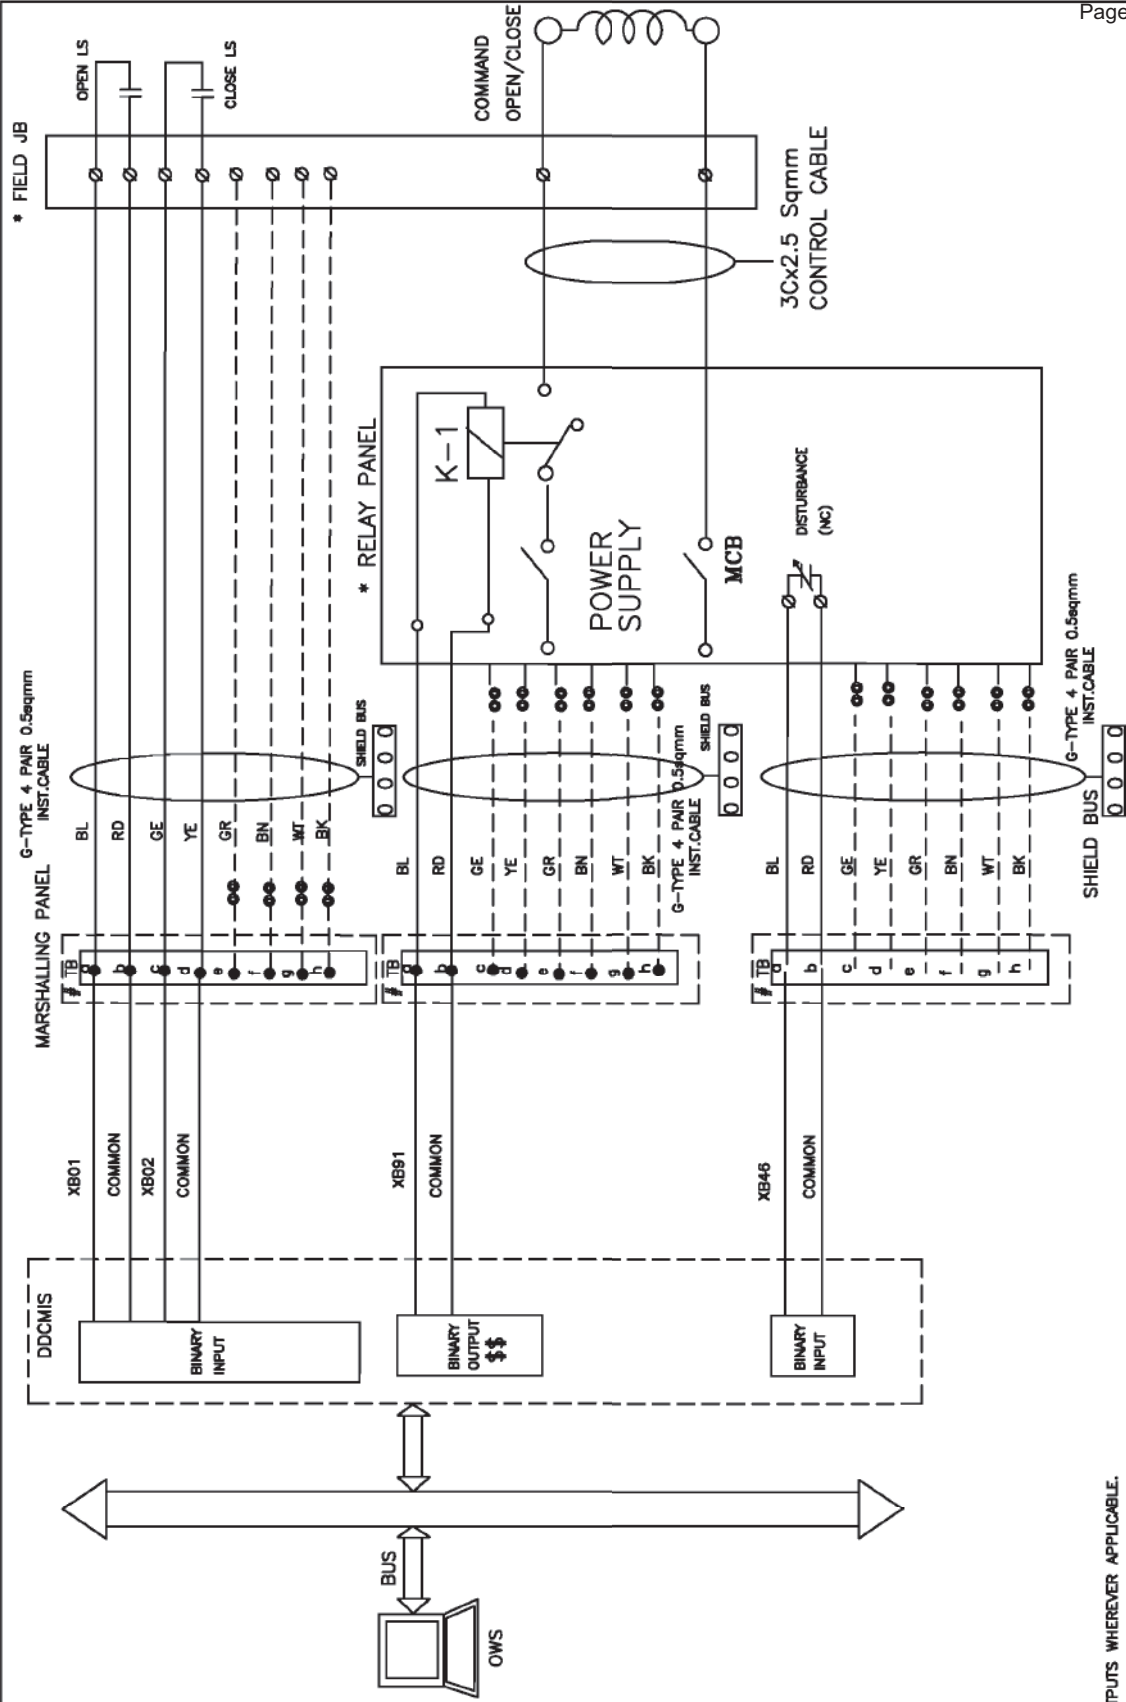 Page
* FIELD JB
OPEN LS
CLOSE LS
COMMAND
OPEN/CLOSE
3Cx2.5 Sqmm
CONTROL CABLE
* RELAY PANEL
K-1
POWER
SUPPLY
MCB
DISTURBANCE
(NC)
MARSHALLING PANEL
G-TYPE 4 PAIR 0.5sqmm
INST.CABLE
BL
RD
GE
YE
GR
BN
WT
BK
SHIELD BUS
# TB
a
b
c
d
e
f
g
h
BL
RD
GE
YE
GR
BN
WT
BK
G-TYPE 4 PAIR 0.5sqmm
INST.CABLE
SHIELD BUS
# TB
a
b
c
d
e
f
g
h
BL
RD
GE
YE
GR
BN
WT
BK
G-TYPE 4 PAIR 0.5sqmm
INST.CABLE
SHIELD BUS
# TB
a
b
c
d
e
f
g
h
XB01
COMMON
XB02
COMMON
XB91
COMMON
XB46
COMMON
DDCMIS
BINARY
INPUT
BINARY
OUTPUT
$$
BINARY
INPUT
BUS
OWS
TPUTS WHEREVER APPLICABLE.